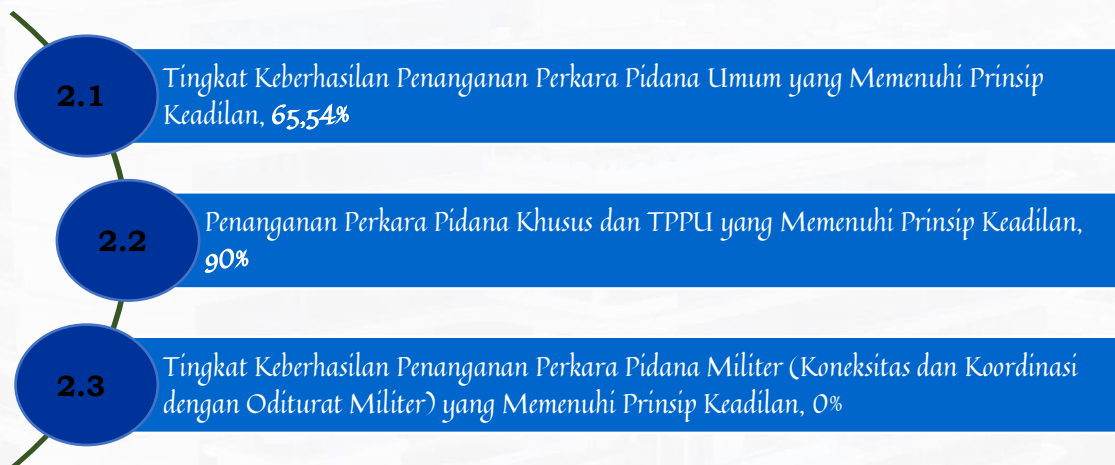 2.1
Tingkat Keberhasilan Penanganan Perkara Pidana Umum yang Memenuhi Prinsip
Keadilan, 65,54%
2.2
Penanganan Perkara Pidana Khusus dan TPPU yang Memenuhi Prinsip Keadilan,
90%
2.3
Tingkat Keberhasilan Penanganan Perkara Pidana Militer (Koneksitas dan Koordinasi
dengan Oditurat Militer) yang Memenuhi Prinsip Keadilan, 0%